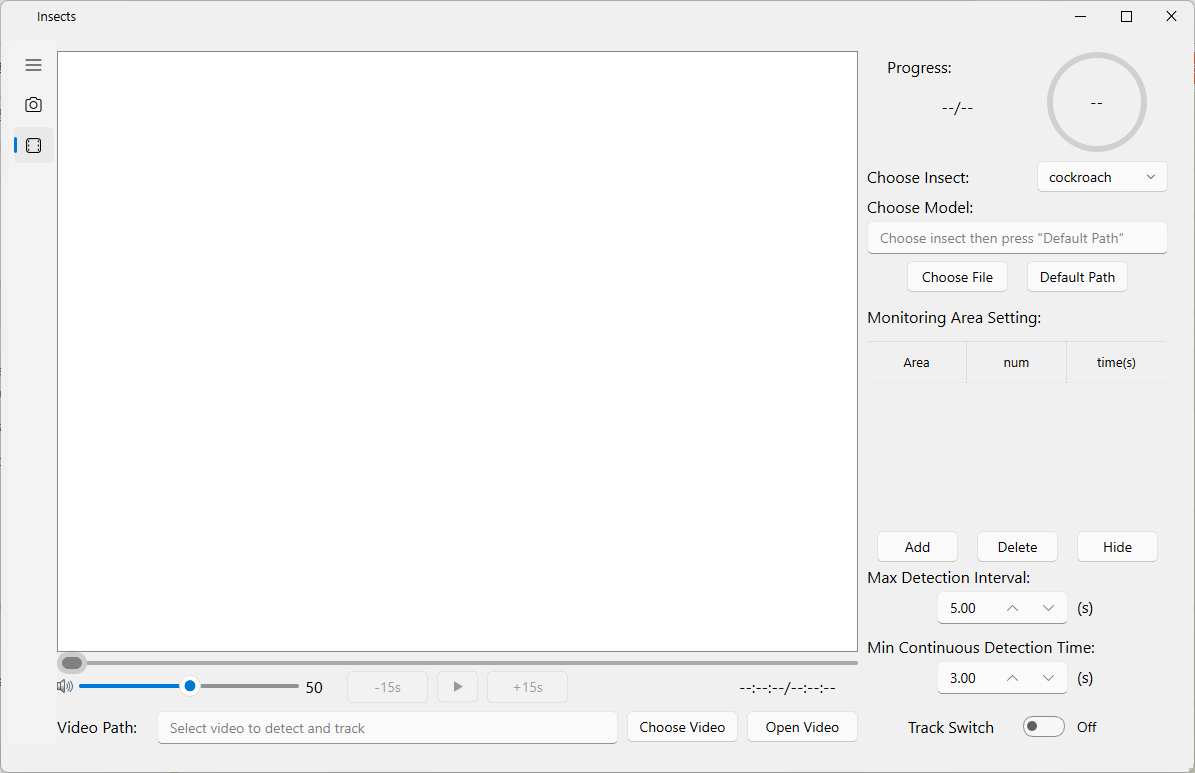 Insects
Progress:
--/--
--
Choose Insect:
cockroach
Choose Model:
Choose insect then press "Default Path"
Choose File
Default Path
Monitoring Area Setting:
Area num time(s)
Add
Delete
Hide
Max Detection Interval:
5.00 (s)
Min Continuous Detection Time:
3.00 (s)
50
-15s
+15s
--:--:--/--:--:--
Video Path:
Select video to detect and track
Choose Video
Open Video
Track Switch
Off